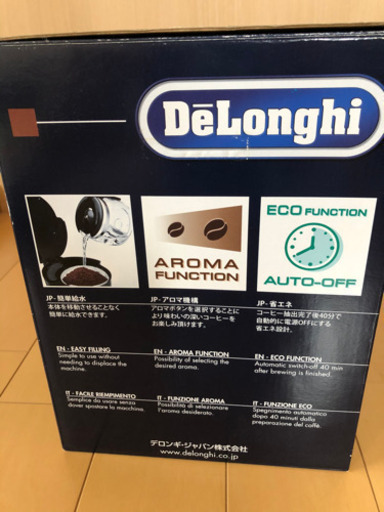 DēLonghi
AROMA
FUNCTION
ECO FUNCTION
AUTO-OFF
JP - 簡単給水
本体を移動させることなく
簡単に給水できます。
JP - アロマ機構
アロマボタンを選択することに
より味わいの深いコーヒーを
お楽しみ頂けます。
JP - 省エネ
コーヒー抽出完了後40分で
自動的に電源OFFにする
省エネ設計。
EN - EASY FILLING
Simple to use without
needing to displace the
machine.
EN - AROMA FUNCTION
Possibility of selecting the
desired aroma.
EN - ECO FUNCTION
Automatic switch-off 40 min
after brewing is finished.
IT - FACILE RIEMPIMENTO
Semplice da usare senza
dover spostare la macchina.
IT - FUNZIONE AROMA
Possibilità di selezionare
l'aroma desiderato.
IT - FUNZIONE ECO
Spegnimento automatico
dopo 40 minuti dalla
preparazione del caffè.
デロンギ・ジャパン株式会社
www.delonghi.co.jp